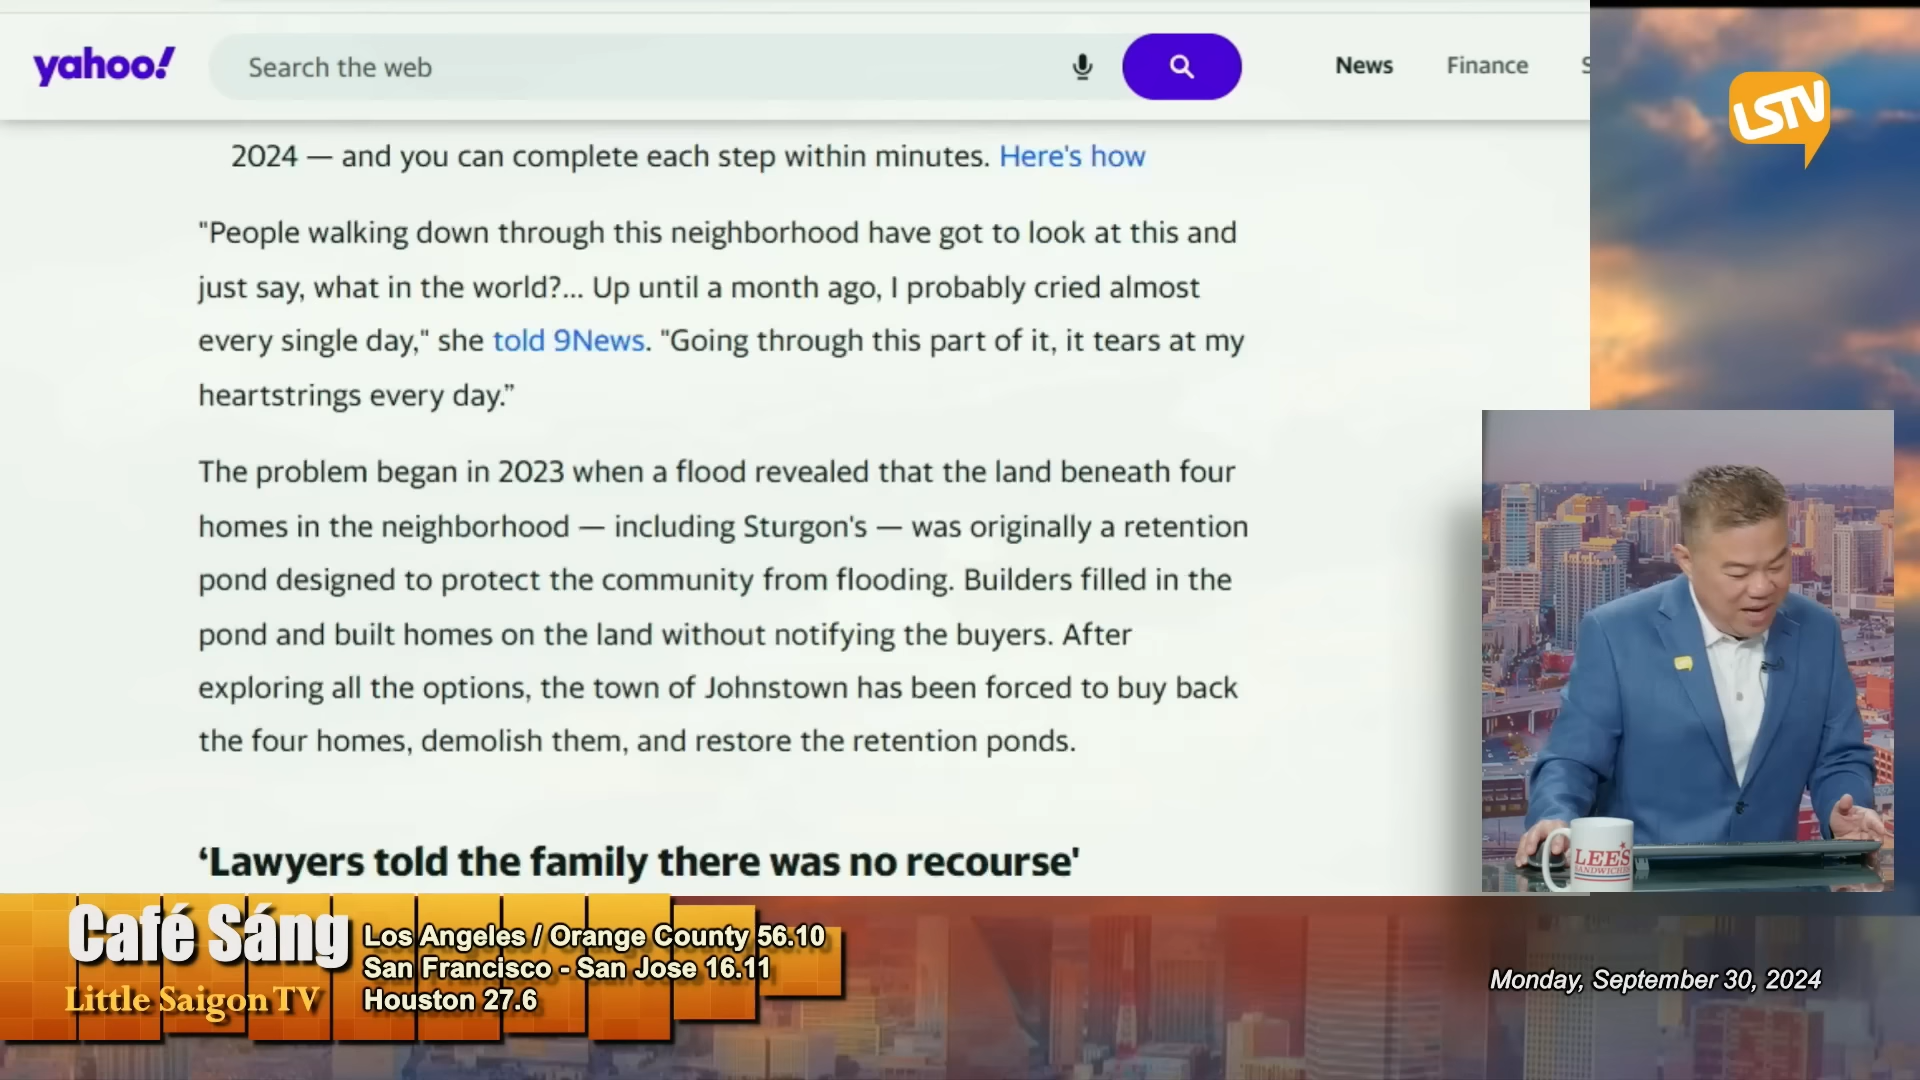 yahoo!
Search the web
News
Finance
LSTV
2024 — and you can complete each step within minutes. Here's how
"People walking down through this neighborhood have got to look at this and
just say, what in the world?... Up until a month ago, I probably cried almost
every single day," she told 9News. "Going through this part of it, it tears at my
heartstrings every day.”
The problem began in 2023 when a flood revealed that the land beneath four
homes in the neighborhood — including Sturgon's — was originally a retention
pond designed to protect the community from flooding. Builders filled in the
pond and built homes on the land without notifying the buyers. After
exploring all the options, the town of Johnstown has been forced to buy back
the four homes, demolish them, and restore the retention ponds.
‘Lawyers told the family there was no recourse'
LEE'S
SANDWICHES
Café Sáng
Little Saigon TV
Los Angeles / Orange County 56.10
San Francisco - San Jose 16.11
Houston 27.6
Monday, September 30, 2024